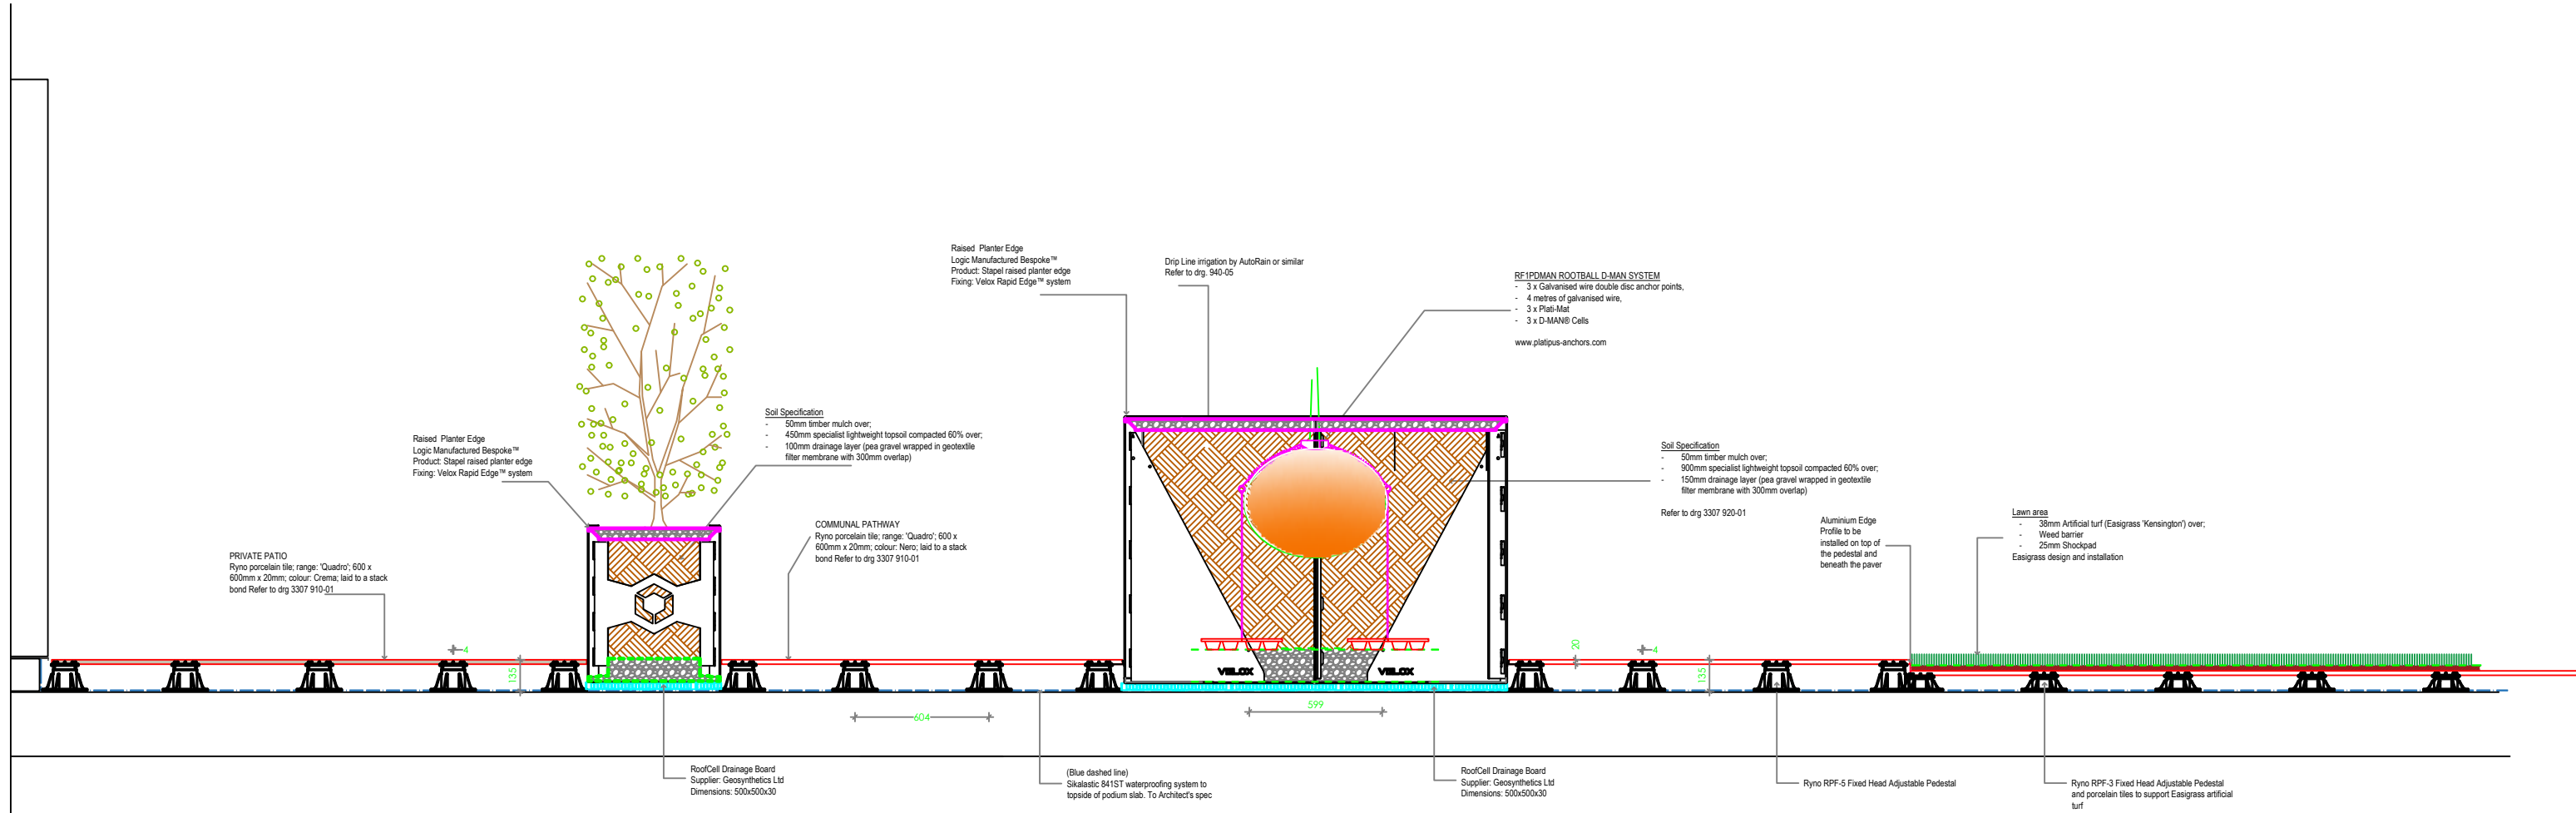 Raised  Planter Edge
Logic Manufactured Bespoke™
Product: Stapel raised planter edge
Fixing: Velox Rapid Edge™ system
Drip Line irrigation by AutoRain or similar
Refer to drg. 940-05
RF1PDMAN ROOTBALL D-MAN SYSTEM
- 3 x Galvanised wire double disc anchor points,
- 4 metres of galvanised wire,
- 3 x Plati-Mat
- 3 x D-MAN® Cells
www.platipus-anchors.com
Soil Specification
- 50mm timber mulch over;
- 450mm specialist lightweight topsoil compacted 60% over;
- 100mm drainage layer (pea gravel wrapped in geotextile
filter membrane with 300mm overlap)
Raised  Planter Edge
Logic Manufactured Bespoke™
Product: Stapel raised planter edge
Fixing: Velox Rapid Edge™ system
Soil Specification
- 50mm timber mulch over;
- 900mm specialist lightweight topsoil compacted 60% over;
- 150mm drainage layer (pea gravel wrapped in geotextile
filter membrane with 300mm overlap)
Refer to drg 3307 920-01
PRIVATE PATIO
Ryno porcelain tile; range: 'Quadro'; 600 x
600mm x 20mm; colour: Crema; laid to a stack
bond Refer to drg 3307 910-01
COMMUNAL PATHWAY
Ryno porcelain tile; range: 'Quadro'; 600 x
600mm x 20mm; colour: Nero; laid to a stack
bond Refer to drg 3307 910-01
Aluminium Edge
Profile to be
installed on top of
the pedestal and
beneath the paver
Lawn area
- 38mm Artificial turf (Easigrass 'Kensington') over;
- Weed barrier
- 25mm Shockpad
Easigrass design and installation
4
135
VELOX
VELOX
20
4
135
604
599
RoofCell Drainage Board
Supplier: Geosynthetics Ltd
Dimensions: 500x500x30
(Blue dashed line)
Sikalastic 841ST waterproofing system to
topside of podium slab. To Architect's spec
RoofCell Drainage Board
Supplier: Geosynthetics Ltd
Dimensions: 500x500x30
Ryno RPF-5 Fixed Head Adjustable Pedestal
Ryno RPF-3 Fixed Head Adjustable Pedestal
and porcelain tiles to support Easigrass artificial
turf